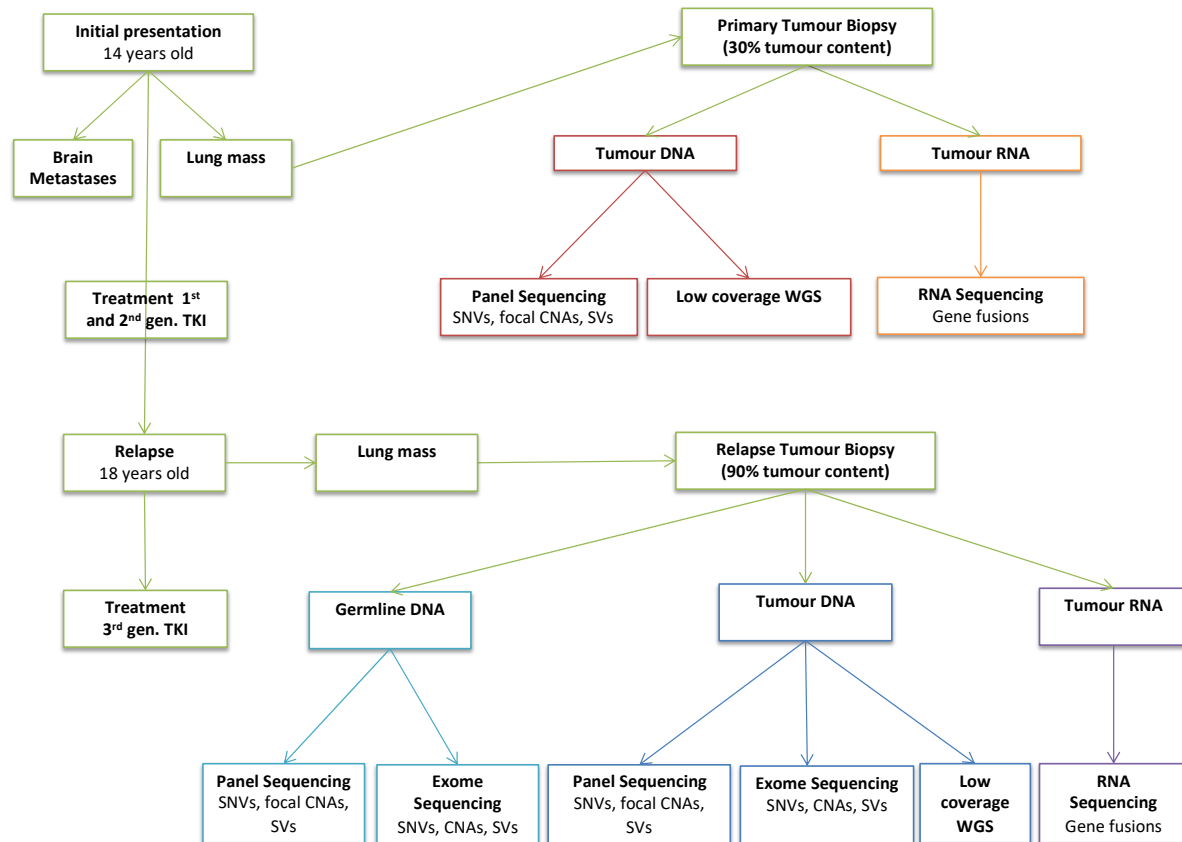 Initial presentation
14 years old
Primary Tumour Biopsy
(30% tumour content)
Brain
Metastases
Lung mass
Tumour DNA
Tumour RNA
Treatment 1st
and 2nd gen. TKI
Panel Sequencing
SNVs, focal CNAs, SVs
Low coverage WGS
RNA Sequencing
Gene fusions
Relapse
18 years old
Lung mass
Relapse Tumour Biopsy
(90% tumour content)
Treatment
3rd gen. TKI
Germline DNA
Tumour DNA
Tumour RNA
Panel Sequencing
SNVs, focal CNAs,
SVs
Exome
Sequencing
SNVs, CNAs, SVs
Panel Sequencing
SNVs, focal CNAs,
SVs
Exome Sequencing
SNVs, CNAs, SVs
Low
coverage
WGS
RNA
Sequencing
Gene fusions